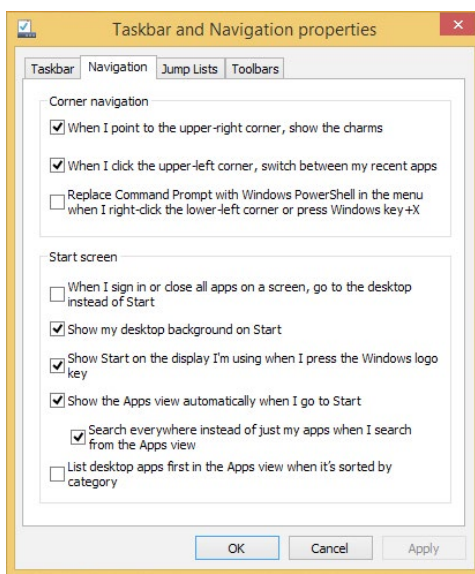 Taskbar and Navigation properties
Taskbar Navigation Jump Lists Toolbars
Corner navigation
When I point to the upper-right corner, show the charms
When I click the upper-left corner, switch between my recent apps
Replace Command Prompt with Windows PowerShell in the menu
when I right-click the lower-left corner or press Windows key+X
Start screen
When I sign in or close all apps on a screen, go to the desktop
instead of Start
Show my desktop background on Start
Show Start on the display I'm using when I press the Windows logo
key
Show the Apps view automatically when I go to Start
Search everywhere instead of just my apps when I search
from the Apps view
List desktop apps first in the Apps view when it's sorted by
category
OK Cancel Apply